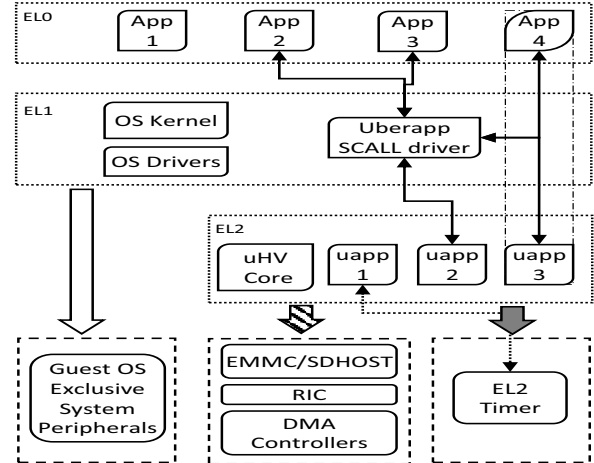 EL0
App
1
App
2
App
3
App
4
EL1
OS Kernel
OS Drivers
Uberapp
SCALL driver
EL2
uHV
Core
uapp
1
uapp
2
uapp
3
Guest OS
Exclusive
System
Peripherals
EMMC/SDHOST
RIC
DMA
Controllers
EL2
Timer